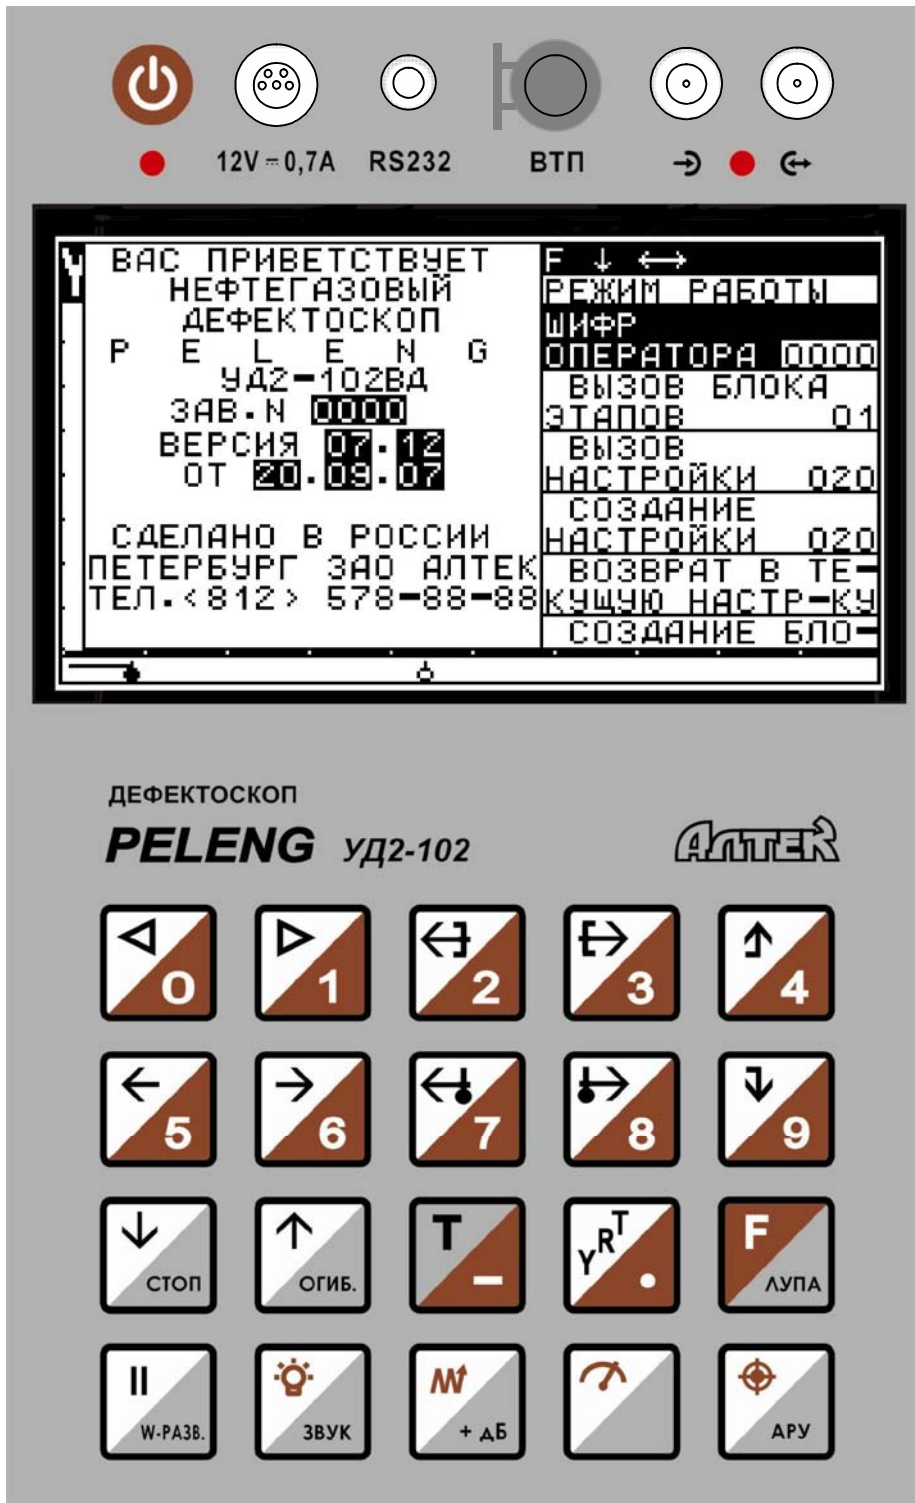 12V 0,7A RS232 ВТП
ВАС ПРИВЕТСТВУЕТ
НЕФТЕГАЗОВЫЙ
ДЕФЕКТОСКОП
P E L E N G
УД2-102ВД
ЗАВ.N 0000
ВЕРСИЯ 07.12
ОТ 20.09.07
СДЕЛАНО В РОССИИ
ПЕТЕРБУРГ ЗАО АЛТЕК
ТЕЛ.<812> 578-88-88
F ↓ ↔
РЕЖИМ РАБОТЫ
ШИФР
ОПЕРАТОРА 0000
ВЫЗОВ БЛОКА
ЭТАПОВ 01
ВЫЗОВ
НАСТРОЙКИ 020
СОЗДАНИЕ
НАСТРОЙКИ 020
ВОЗВРАТ В ТЕ-
КУЩУЮ НАСТР-КУ
СОЗДАНИЕ БЛО-
ДЕФЕКТОСКОП
PELENG УД2-102 АЛТЕК
0 1 2 3 4
5 6 7 8 9
СТОП ОГИБ. T – YRT . F ЛУПА
W-РАЗВ. ЗВУК + дБ АРУ